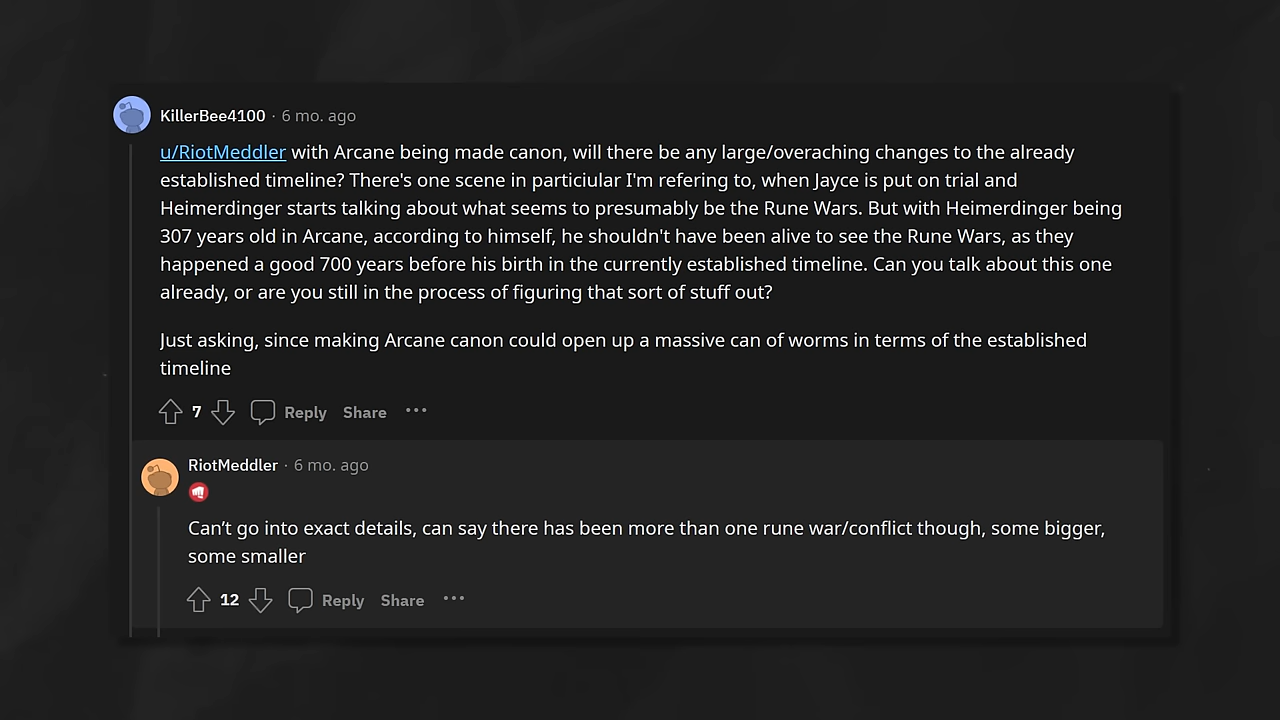 KillerBee4100 · 6 mo. ago
u/RiotMeddler with Arcane being made canon, will there be any large/overaching changes to the already
established timeline? There's one scene in particiular I'm refering to, when Jayce is put on trial and
Heimerdinger starts talking about what seems to presumably be the Rune Wars. But with Heimerdinger being
307 years old in Arcane, according to himself, he shouldn't have been alive to see the Rune Wars, as they
happened a good 700 years before his birth in the currently established timeline. Can you talk about this one
already, or are you still in the process of figuring that sort of stuff out?
Just asking, since making Arcane canon could open up a massive can of worms in terms of the established
timeline
7 Reply Share ···
RiotMeddler · 6 mo. ago
Can’t go into exact details, can say there has been more than one rune war/conflict though, some bigger,
some smaller
12 Reply Share ···